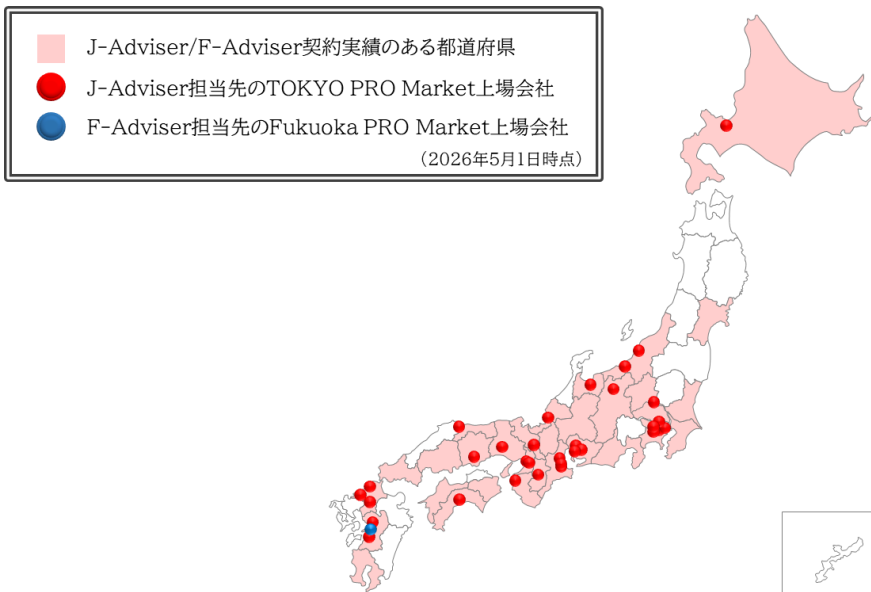 J-Adviser/F-Adviser契約実績のある都道府県
J-Adviser担当先のTOKYO PRO Market上場会社
F-Adviser担当先のFukuoka PRO Market上場会社
（2026年5月1日時点）